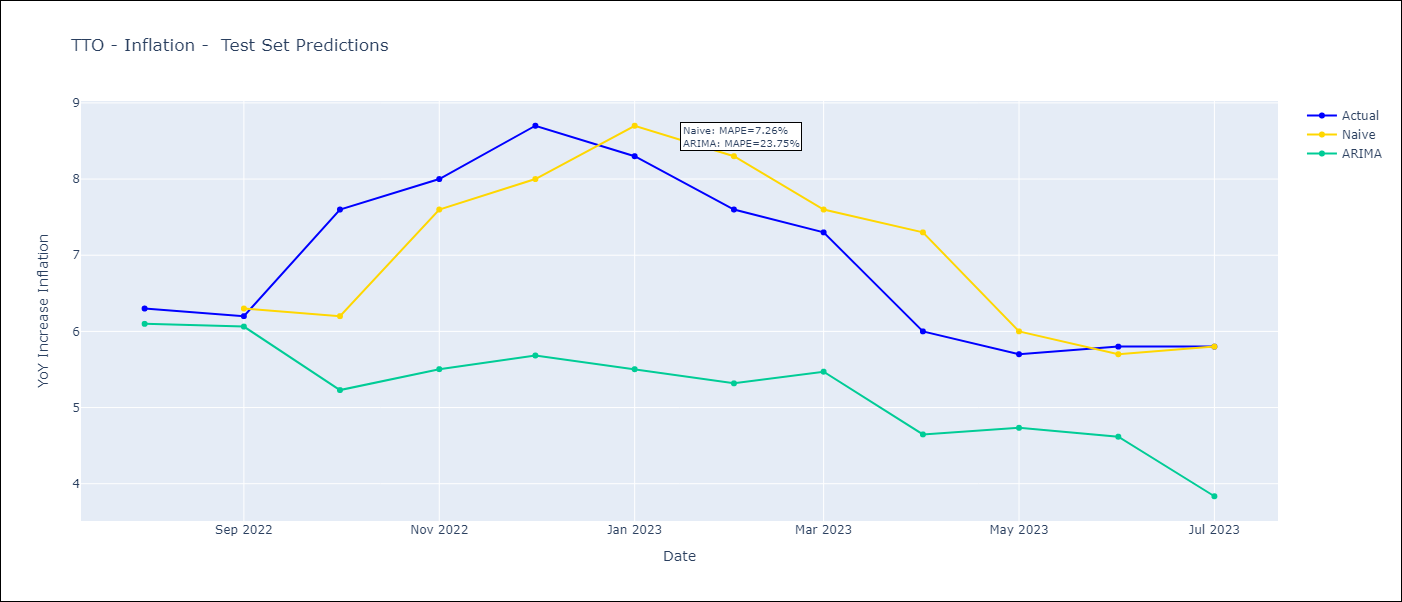 TTO - Inflation -  Test Set Predictions
Actual
Naive
ARIMA
Naive: MAPE=7.26%
ARIMA: MAPE=23.75%
YoY Increase Inflation
9
8
7
6
5
4
Sep 2022
Nov 2022
Jan 2023
Mar 2023
May 2023
Jul 2023
Date